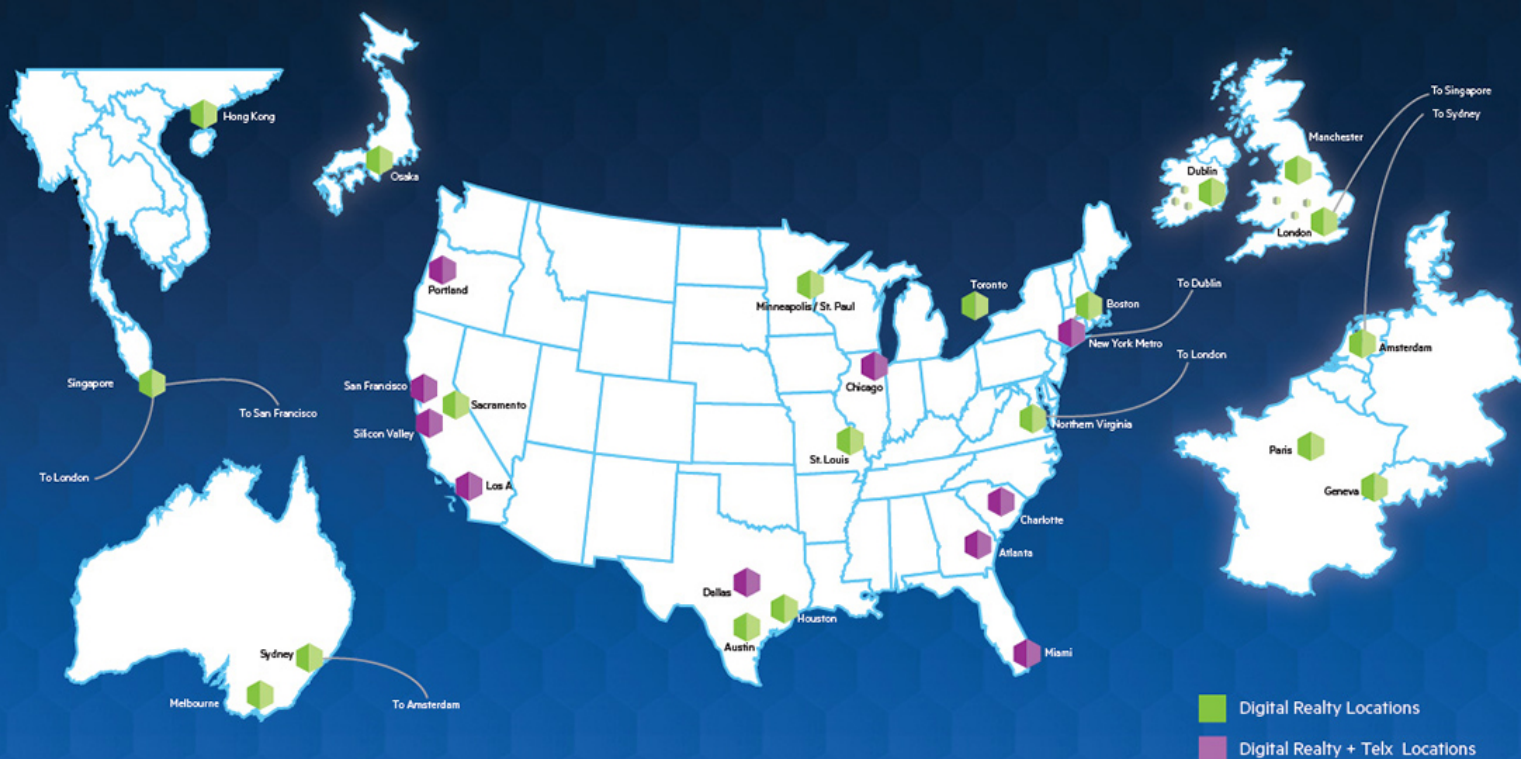 Hong Kong
Osaka
Singapore
To San Francisco
To London
Sydney
Melbourne
To Amsterdam
Portland
San Francisco
Sacramento
Silicon Valley
Los A
Minneapolis / St. Paul
Chicago
St. Louis
Dallas
Houston
Austin
Toronto
Boston
New York Metro
To Dublin
To London
Northern Virginia
Charlotte
Atlanta
Miami
To Singapore
To Sydney
Manchester
Dublin
London
Amsterdam
Paris
Geneva
Digital Realty Locations
Digital Realty + Telx Locations